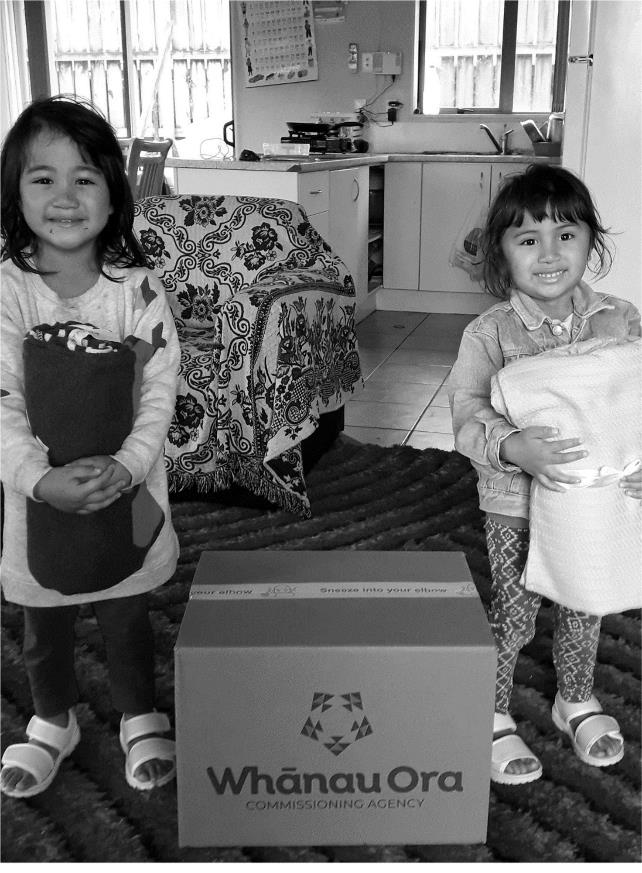 your elbow
Sneeze into your elbow
Whānau Ora
COMMISSIONING AGENCY